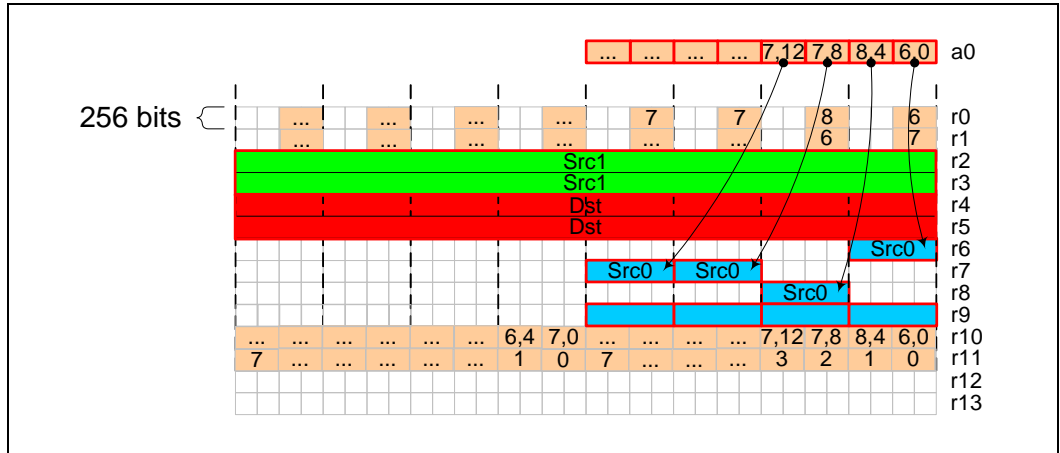 ... ... ... ... 7,12 7,8 8,4 6,0 a0
256 bits ... ... ... ... 7 7 8 6 r0
... ... ... ... ... ... 6 7 r1
Src1 r2
Src1 r3
Dst r4
Dst r5
Src0 r6
Src0 Src0 r7
Src0 r8
r9
... ... ... ... ... ... 6,4 7,0 ... ... ... ... 7,12 7,8 8,4 6,0 r10
7 ... ... ... ... ... 1 0 7 ... ... ... 3 2 1 0 r11
r12
r13